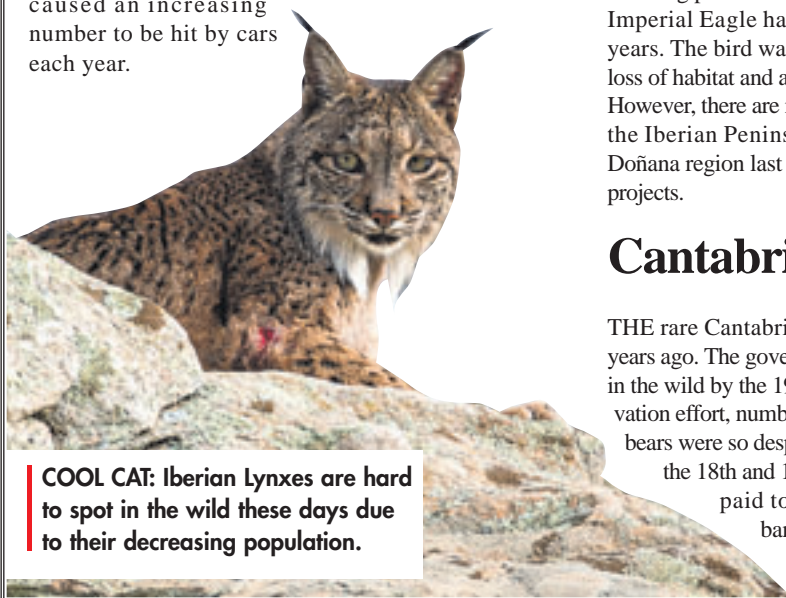 caused an increasing
number to be hit by cars
each year.
COOL CAT: Iberian Lynxes are hard
to spot in the wild these days due
to their decreasing population.
Imperial Eagle ha
years. The bird wa
loss of habitat and a
However, there are
the Iberian Penins
Doñana region last
projects.
Cantabri
THE rare Cantabri
years ago. The gove
in the wild by the 19
vation effort, numb
bears were so desp
the 18th and 1
paid to
bar